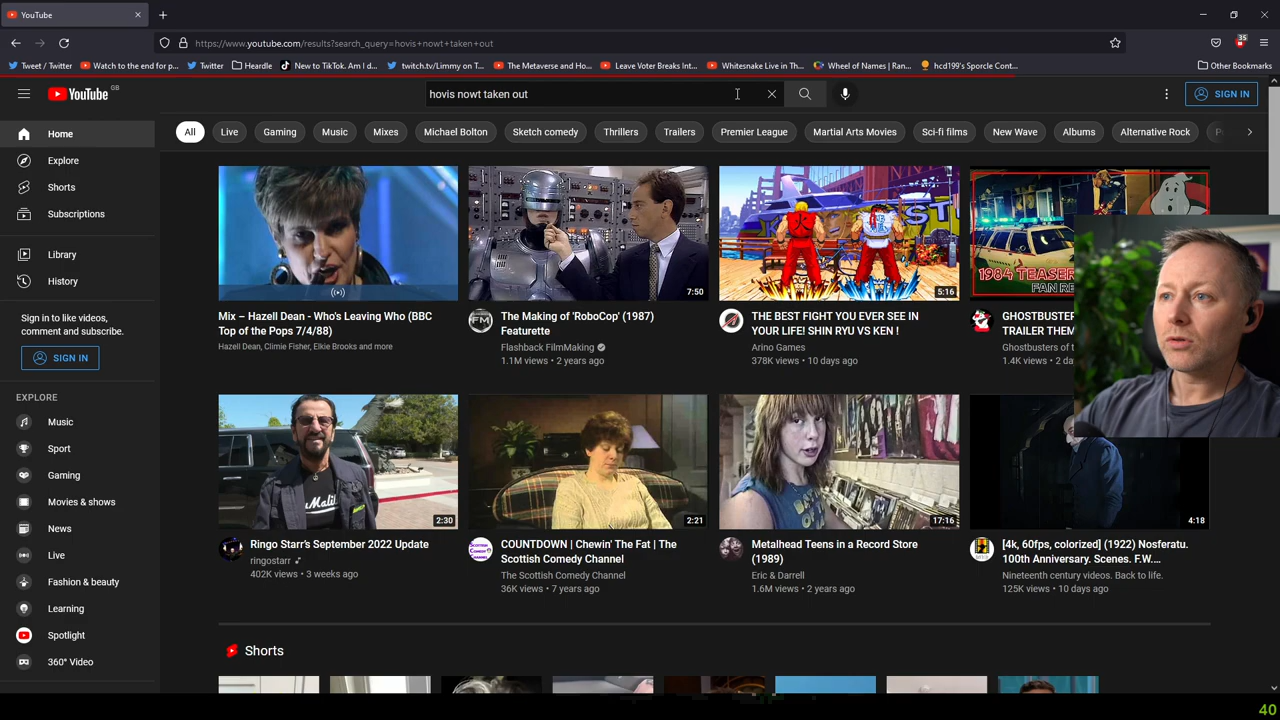 YouTube
https://www.youtube.com/results?search_query=hovis+nowt+taken+out
35
Tweet / Twitter
Watch to the end for p...
Twitter
Heardle
New to TikTok. Am I d...
twitch.tv/Limmy on T...
The Metaverse and Ho...
Leave Voter Breaks Int...
Whitesnake Live in Th...
Wheel of Names | Ran...
hcd199's Sporcle Cont...
Other Bookmarks
YouTube GB
hovis nowt taken out
SIGN IN
All
Live
Gaming
Music
Mixes
Michael Bolton
Sketch comedy
Thrillers
Trailers
Premier League
Martial Arts Movies
Sci-fi films
New Wave
Albums
Alternative Rock
Home
Explore
Shorts
Subscriptions
Library
History
Sign in to like videos,
comment and subscribe.
SIGN IN
EXPLORE
Music
Sport
Gaming
Movies & shows
News
Live
Fashion & beauty
Learning
Spotlight
360° Video
Mix – Hazell Dean - Who's Leaving Who (BBC
Top of the Pops 7/4/88)
Hazell Dean, Climie Fisher, Elkie Brooks and more
7:50
FM
The Making of 'RoboCop' (1987)
Featurette
Flashback FilmMaking
1.1M views • 2 years ago
5:16
THE BEST FIGHT YOU EVER SEE IN
YOUR LIFE! SHIN RYU VS KEN !
Arino Games
378K views • 10 days ago
1984 TEASER
FAN RE
GHOSTBUSTERS
TRAILER THEM
Ghostbusters of t
1.4K views • 2 da
2:30
Ringo Starr's September 2022 Update
ringostarr
402K views • 3 weeks ago
2:21
COUNTDOWN | Chewin' The Fat | The
Scottish Comedy Channel
The Scottish Comedy Channel
36K views • 7 years ago
17:16
Metalhead Teens in a Record Store
(1989)
Eric & Darrell
1.6M views • 2 years ago
4:18
[4k, 60fps, colorized] (1922) Nosferatu.
100th Anniversary. Scenes. F.W....
Nineteenth century videos. Back to life.
125K views • 10 days ago
Shorts
40